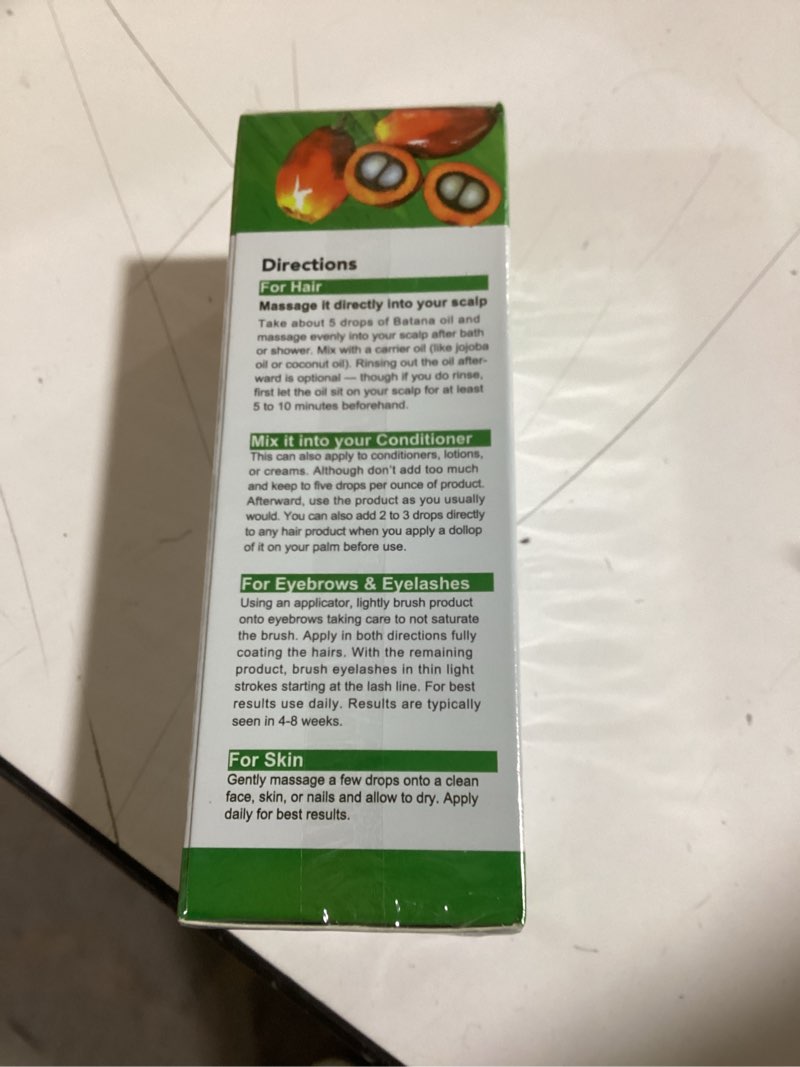 Directions
For Hair
Massage it directly into your scalp
Take about 5 drops of Batana oil and
massage evenly into your scalp after bath
or shower. Mix with a carrier oil (like jojoba
oil or coconut oil). Rinsing out the oil after-
ward is optional — though if you do rinse,
first let the oil sit on your scalp for at least
5 to 10 minutes beforehand.
Mix it into your Conditioner
This can also apply to conditioners, lotions,
or creams. Although don't add too much
and keep to five drops per ounce of product.
Afterward, use the product as you usually
would. You can also add 2 to 3 drops directly
to any hair product when you apply a dollop
of it on your palm before use.
For Eyebrows & Eyelashes
Using an applicator, lightly brush product
onto eyebrows taking care to not saturate
the brush. Apply in both directions fully
coating the hairs. With the remaining
product, brush eyelashes in thin light
strokes starting at the lash line. For best
results use daily. Results are typically
seen in 4-8 weeks.
For Skin
Gently massage a few drops onto a clean
face, skin, or nails and allow to dry. Apply
daily for best results.